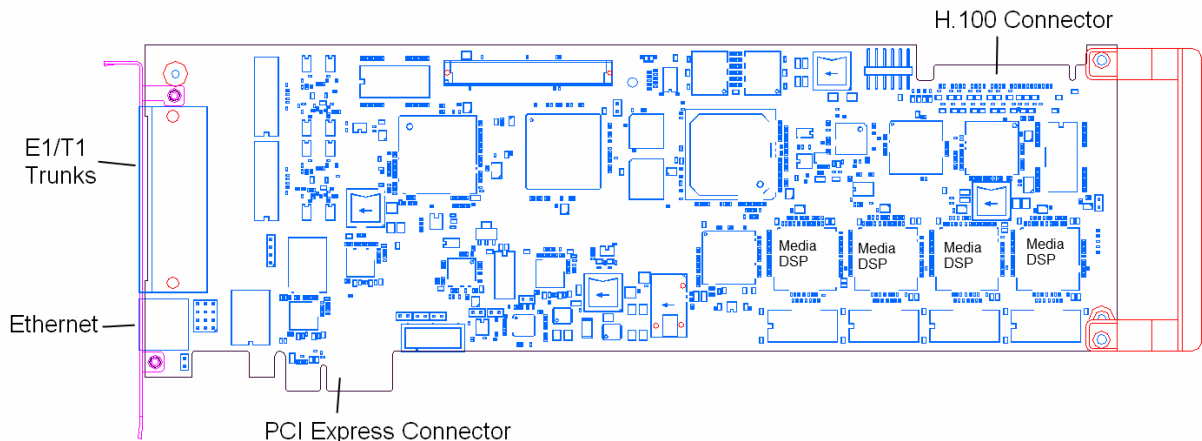 H.100 Connector
E1/T1
Trunks
Media
DSP
Media
DSP
Media
DSP
Media
DSP
Ethernet
PCI Express Connector